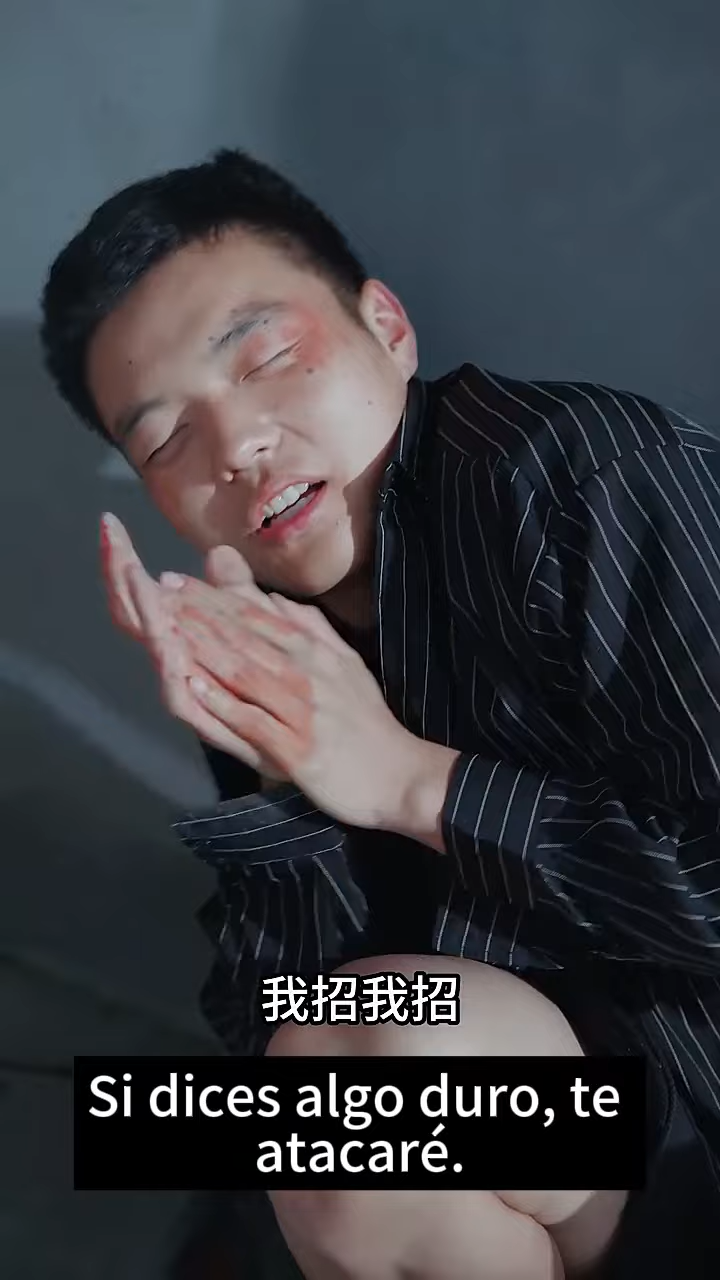 我招我招
Si dices algo duro, te
atacaré.